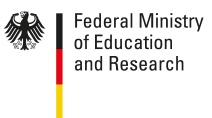 Federal Ministry
of Education
and Research